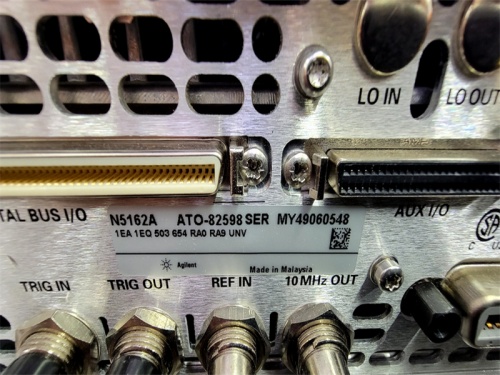 LO IN
LO OUT
TAL BUS I/O
N5162A ATO-82598 SER MY49060548
1EA 1EQ 503 654 RA0 RA9 UNV
AUX I/O
Agilent
Made in Malaysia
TRIG IN
TRIG OUT
REF IN
10 MHz OUT
SA
C
U